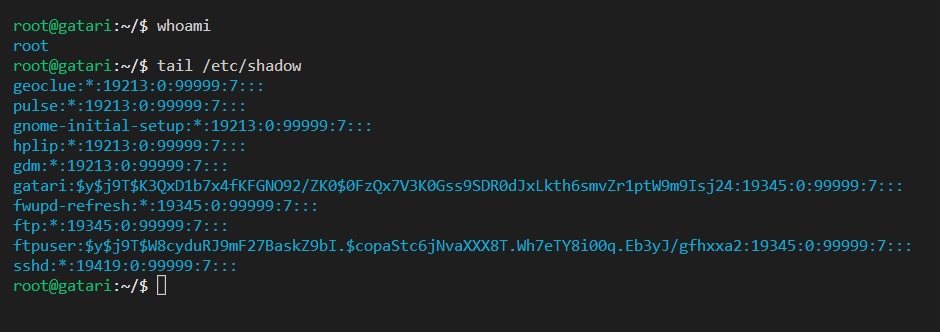 root@gatari:~/$ whoami
root
root@gatari:~/$ tail /etc/shadow
geoclue:*:19213:0:99999:7:::
pulse:*:19213:0:99999:7:::
gnome-initial-setup:*:19213:0:99999:7:::
hplip:*:19213:0:99999:7:::
gdm:*:19213:0:99999:7:::
gatari:$y$j9T$K3QxD1b7x4fKFGNO92/ZK0$0FzQx7V3K0Gss9SDR0dJxLkth6smvZr1ptW9m9Isj24:19345:0:99999:7:::
fwupd-refresh:*:19345:0:99999:7:::
ftp:*:19345:0:99999:7:::
ftpuser:$y$j9T$W8cyduRJ9mF27BaskZ9bI.$copaStc6jNvaXXX8T.Wh7eTY8i00q.Eb3yJ/gfhxxa2:19345:0:99999:7:::
sshd:*:19419:0:99999:7:::
root@gatari:~/$